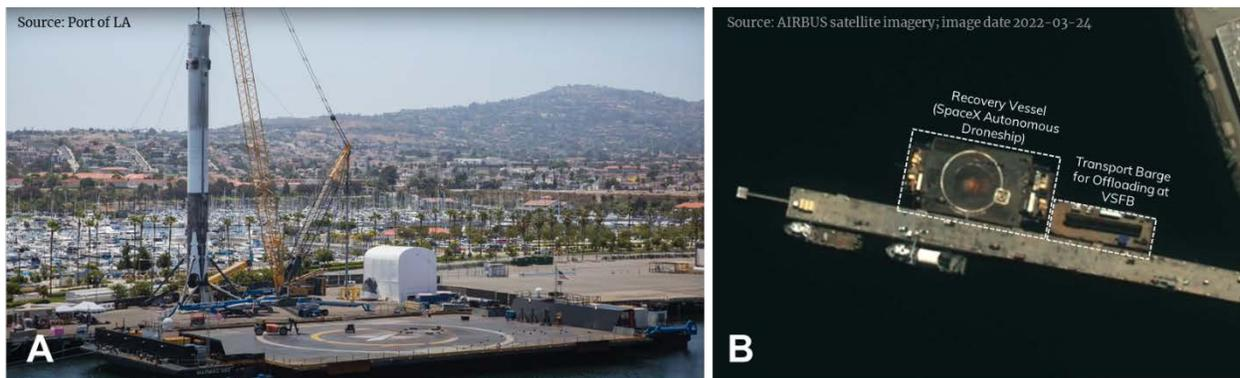 Source: Port of LA
A
Source: AIRBUS satellite imagery; image date 2022-03-24
Recovery Vessel
(SpaceX Autonomous
Droneship)
Transport Barge
for Offloading at
VSFB
B